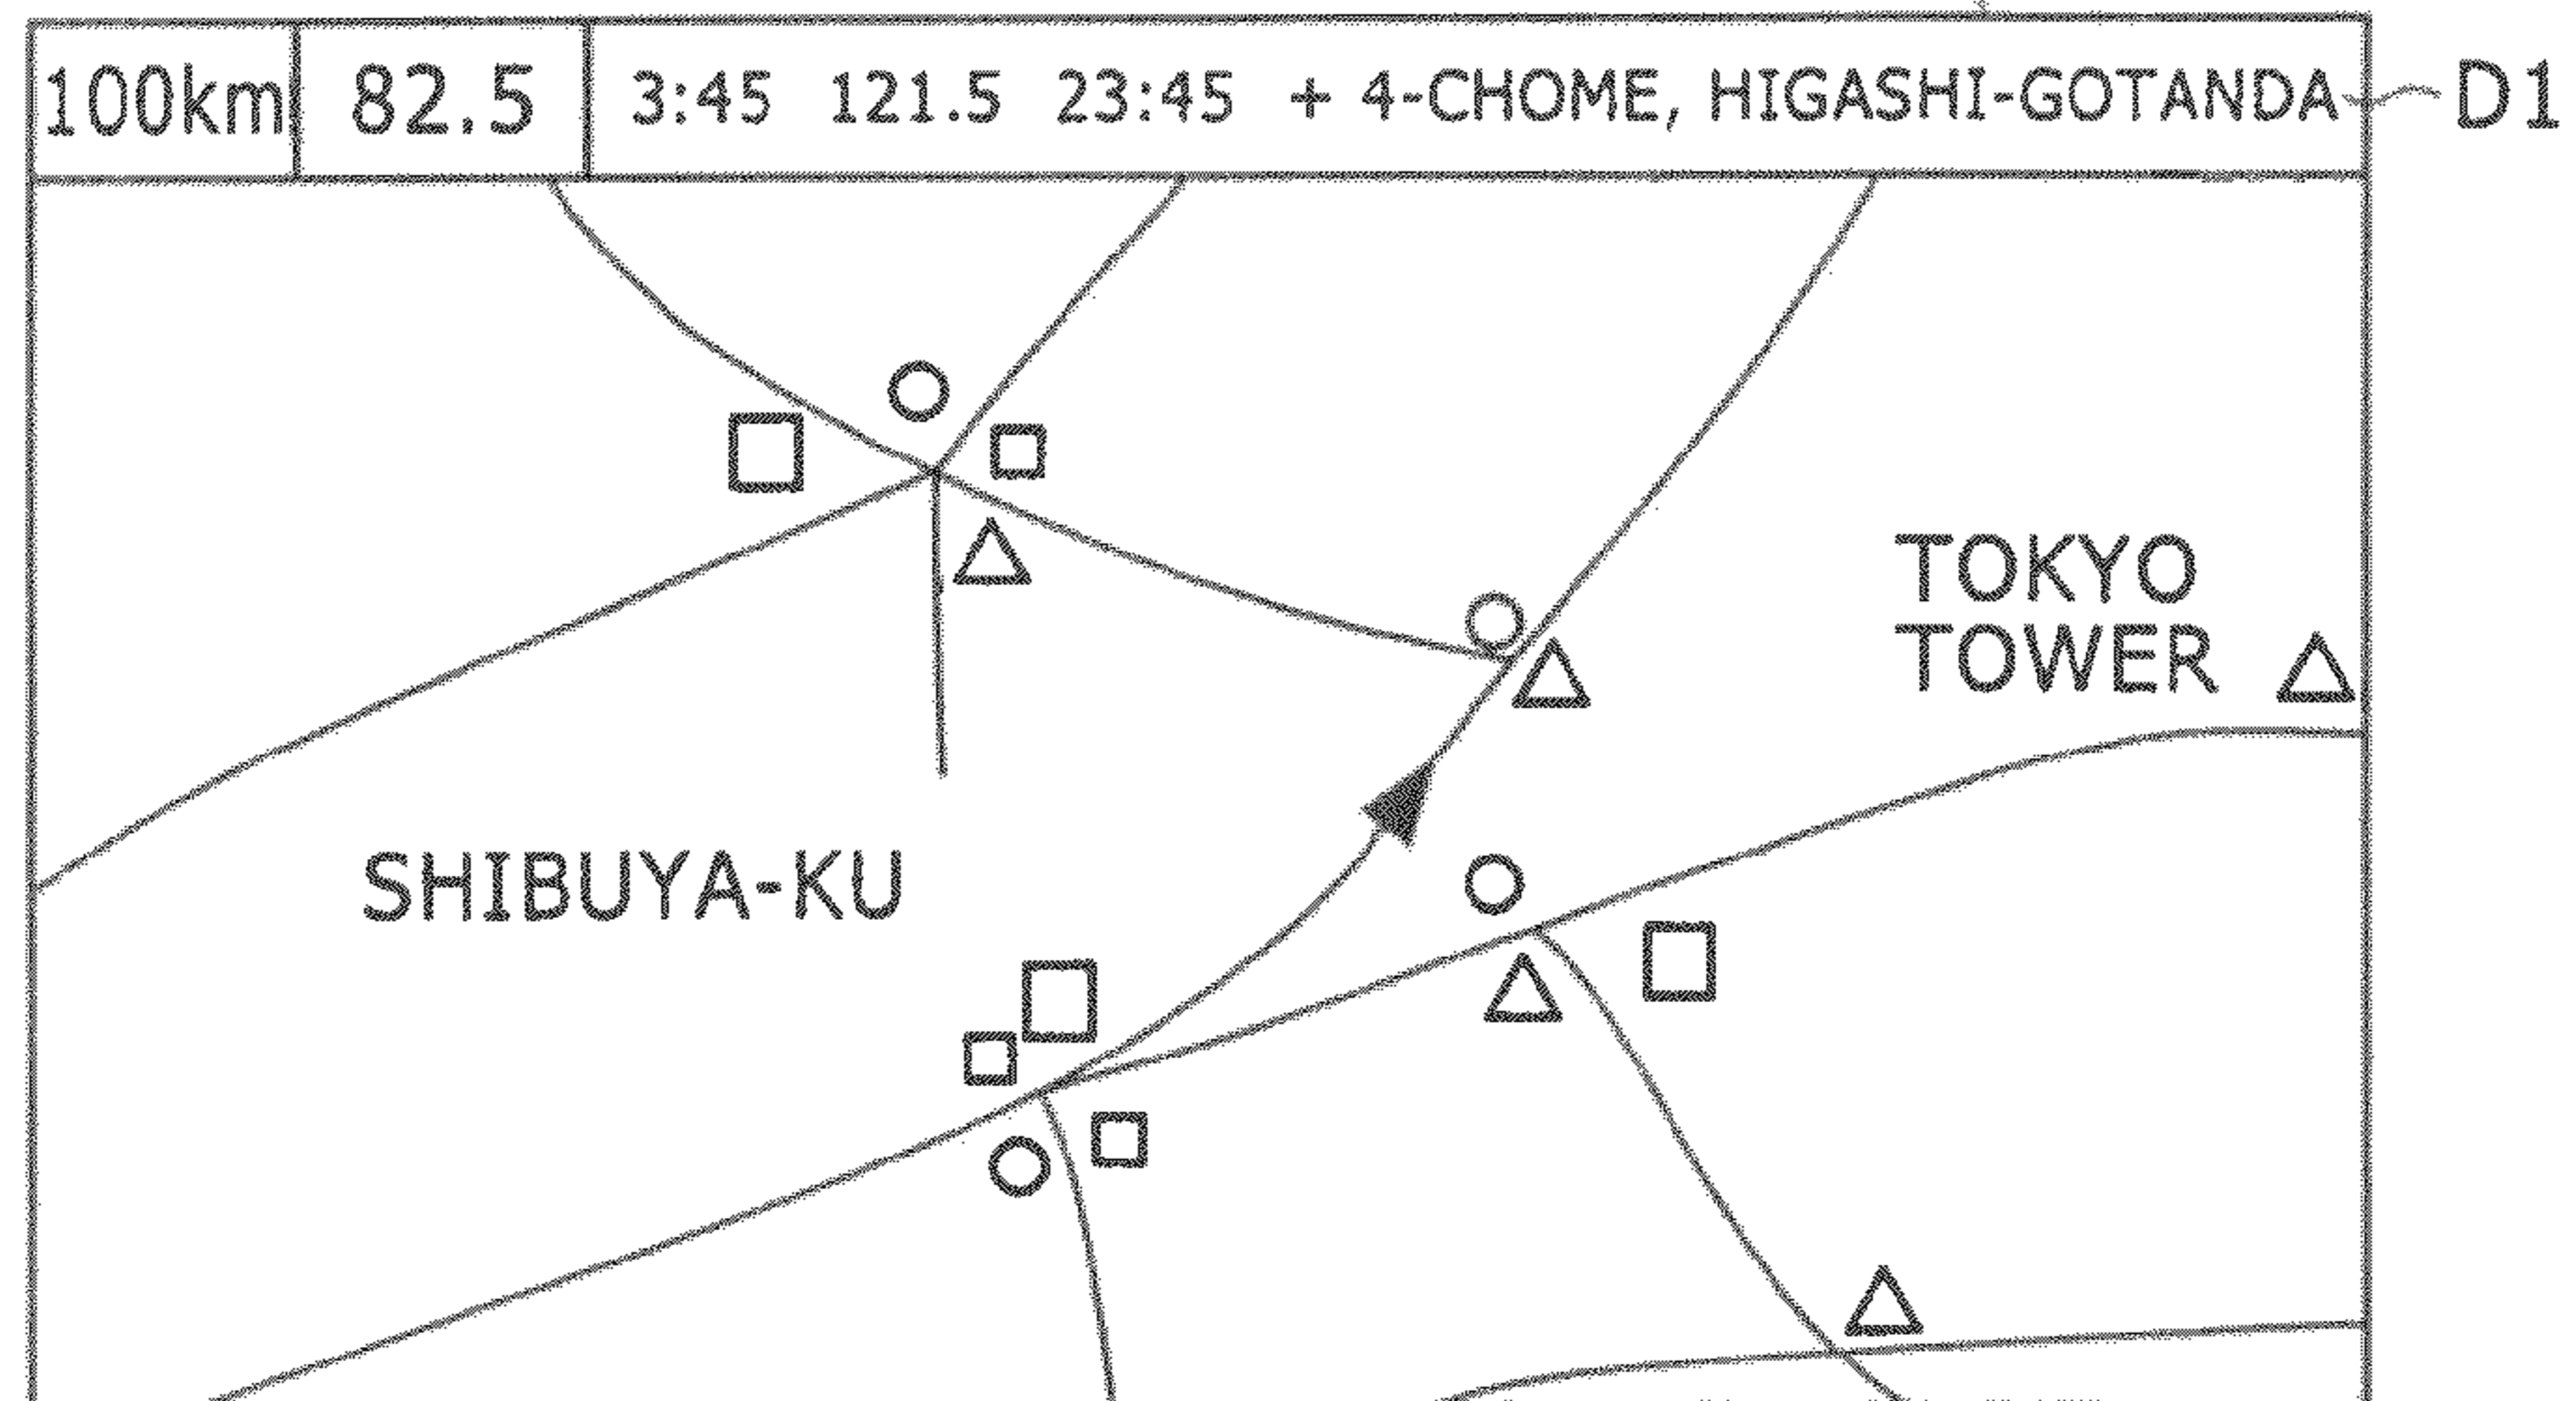 100km 82.5 3:45 121.5 23:45 + 4-CHOME, HIGASHI-GOTANDA D1
TOKYO
TOWER
SHIBUYA-KU